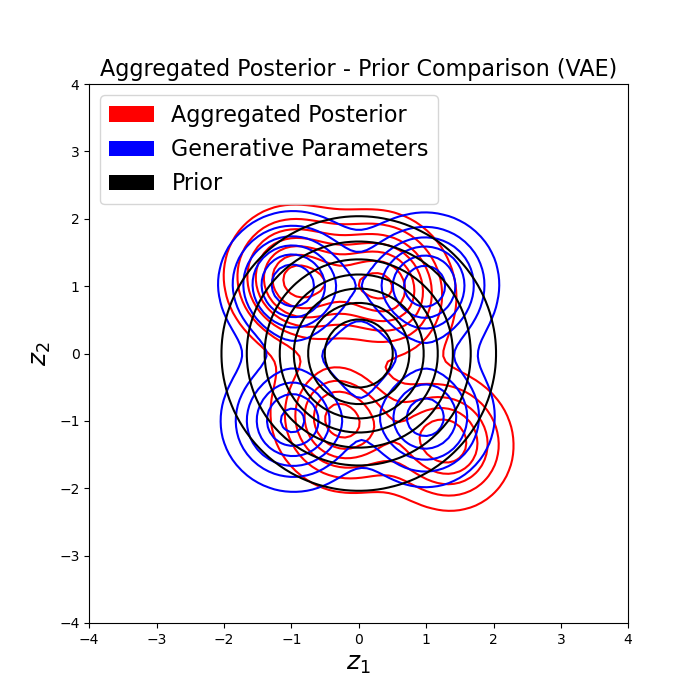 Aggregated Posterior - Prior Comparison (VAE)
4
Aggregated Posterior
3
Generative Parameters
Prior
2
1
z₂
0
−1
−2
−3
−4
−4 −3 −2 −1 0 1 2 3 4
z₁